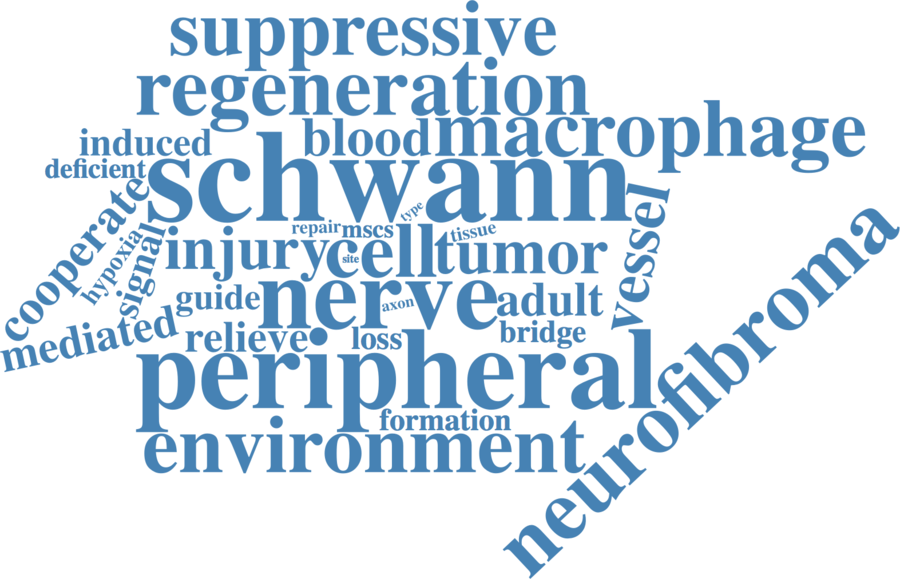 suppressive
regeneration
induced
blood
macrophage
deficient
schwann
cooperate
hypoxia
signal
injury
repair
mscs
type
cell
site
tissue
tumor
vessel
neurofibroma
guide
nerve
axon
adult
mediated
relieve
loss
bridge
peripheral
formation
environment